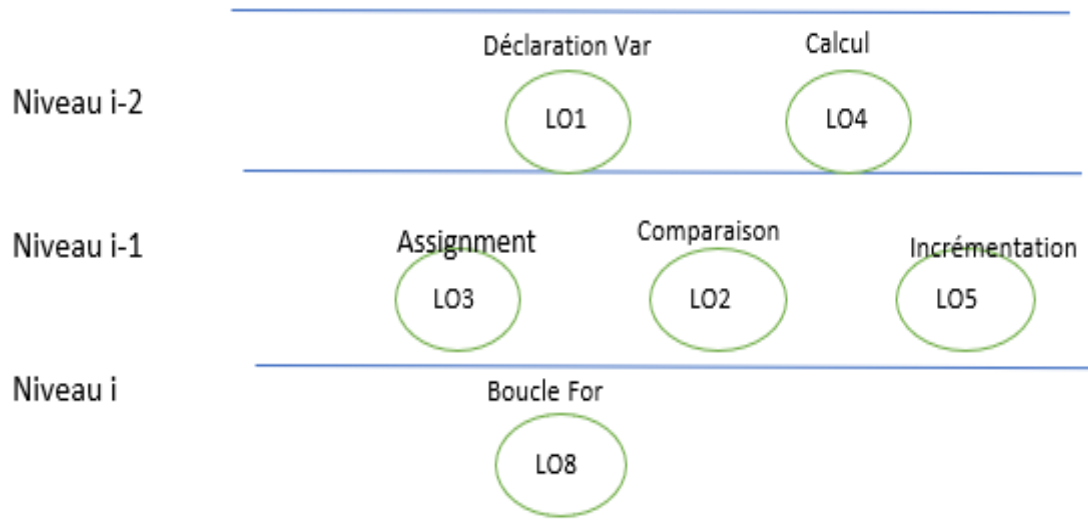 Déclaration Var
Calcul
Niveau i-2
LO1
LO4
Niveau i-1
Assignment
Comparaison
Incrémentation
LO3
LO2
LO5
Niveau i
Boucle For
LO8